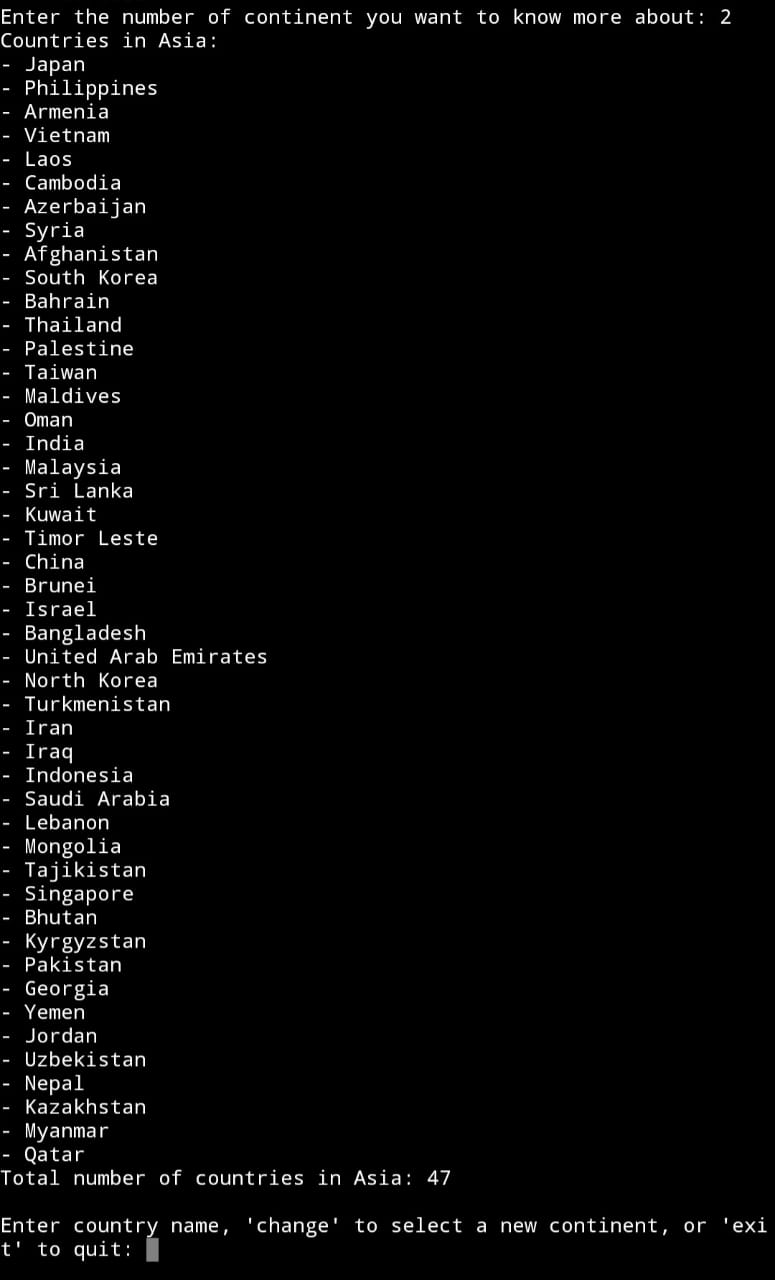 Enter the number of continent you want to know more about: 2
Countries in Asia:
- Japan
- Philippines
- Armenia
- Vietnam
- Laos
- Cambodia
- Azerbaijan
- Syria
- Afghanistan
- South Korea
- Bahrain
- Thailand
- Palestine
- Taiwan
- Maldives
- Oman
- India
- Malaysia
- Sri Lanka
- Kuwait
- Timor Leste
- China
- Brunei
- Israel
- Bangladesh
- United Arab Emirates
- North Korea
- Turkmenistan
- Iran
- Iraq
- Indonesia
- Saudi Arabia
- Lebanon
- Mongolia
- Tajikistan
- Singapore
- Bhutan
- Kyrgyzstan
- Pakistan
- Georgia
- Yemen
- Jordan
- Uzbekistan
- Nepal
- Kazakhstan
- Myanmar
- Qatar
Total number of countries in Asia: 47
Enter country name, 'change' to select a new continent, or 'exi
t' to quit: